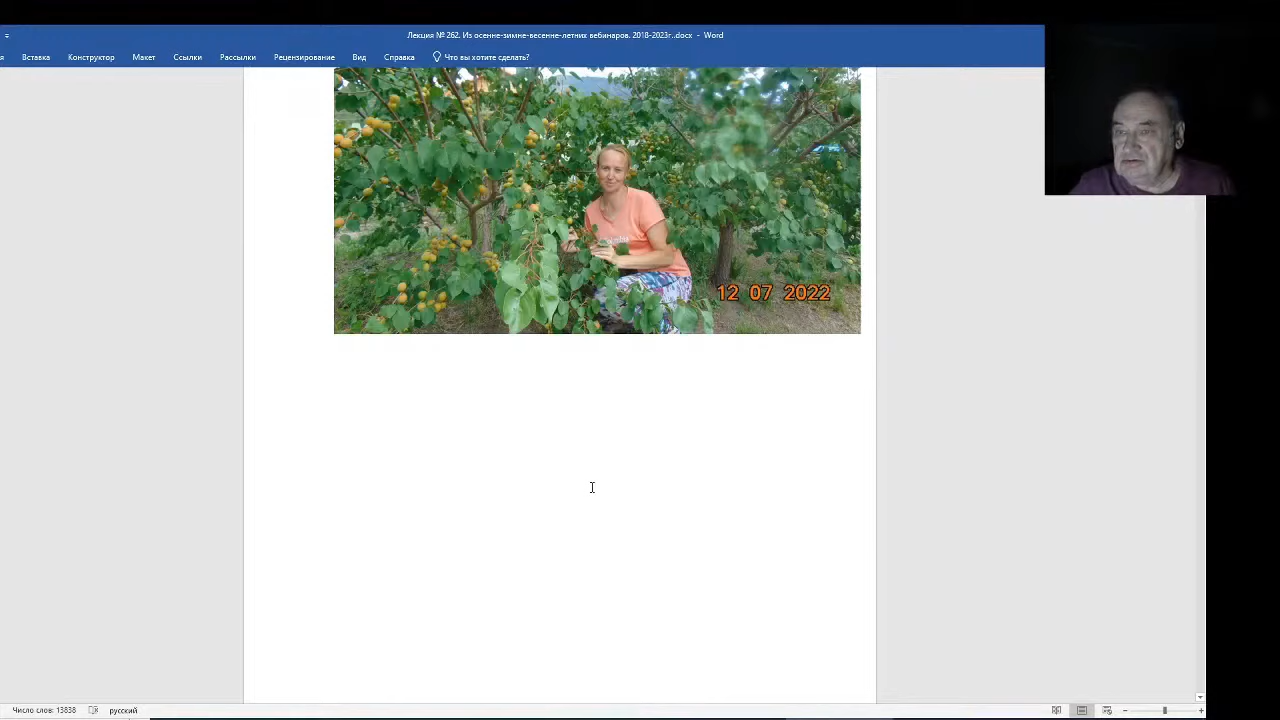 Лекция № 262. Из осенне-зимне-весенне-летних вебинаров. 2018-2023г..docx - Word
я Вставка Конструктор Макет Ссылки Рассылки Рецензирование Вид Справка Что вы хотите сделать?
12 07 2022
Число слов: 13838 русский